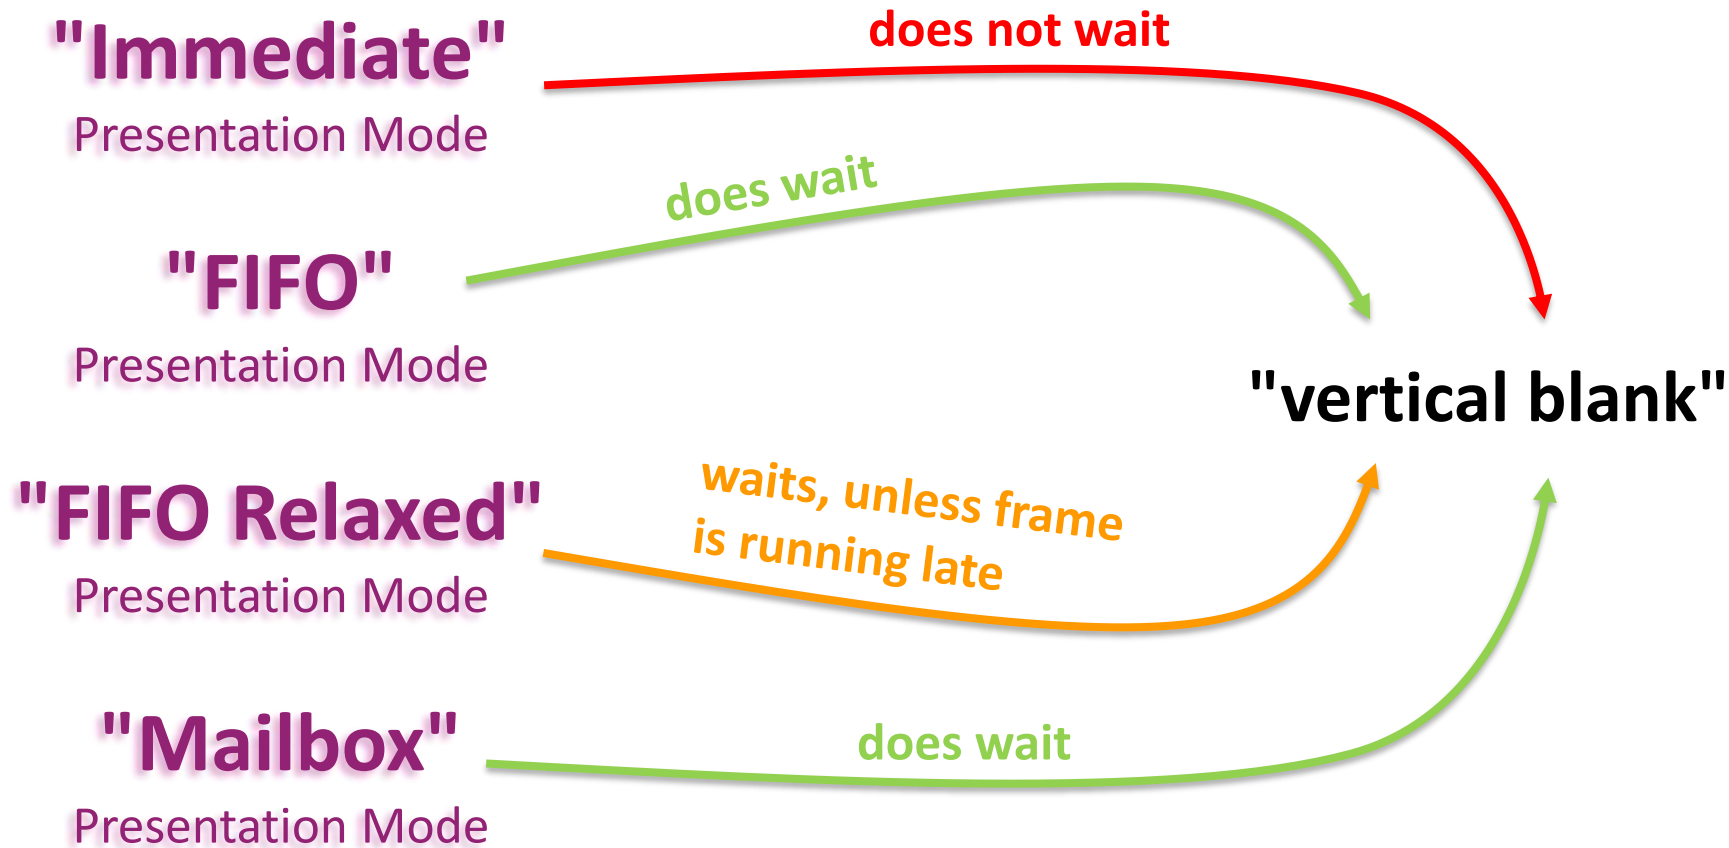 "Immediate"
Presentation Mode
does not wait
"FIFO"
Presentation Mode
does wait
"vertical blank"
"FIFO Relaxed"
Presentation Mode
waits, unless frame
is running late
"Mailbox"
Presentation Mode
does wait